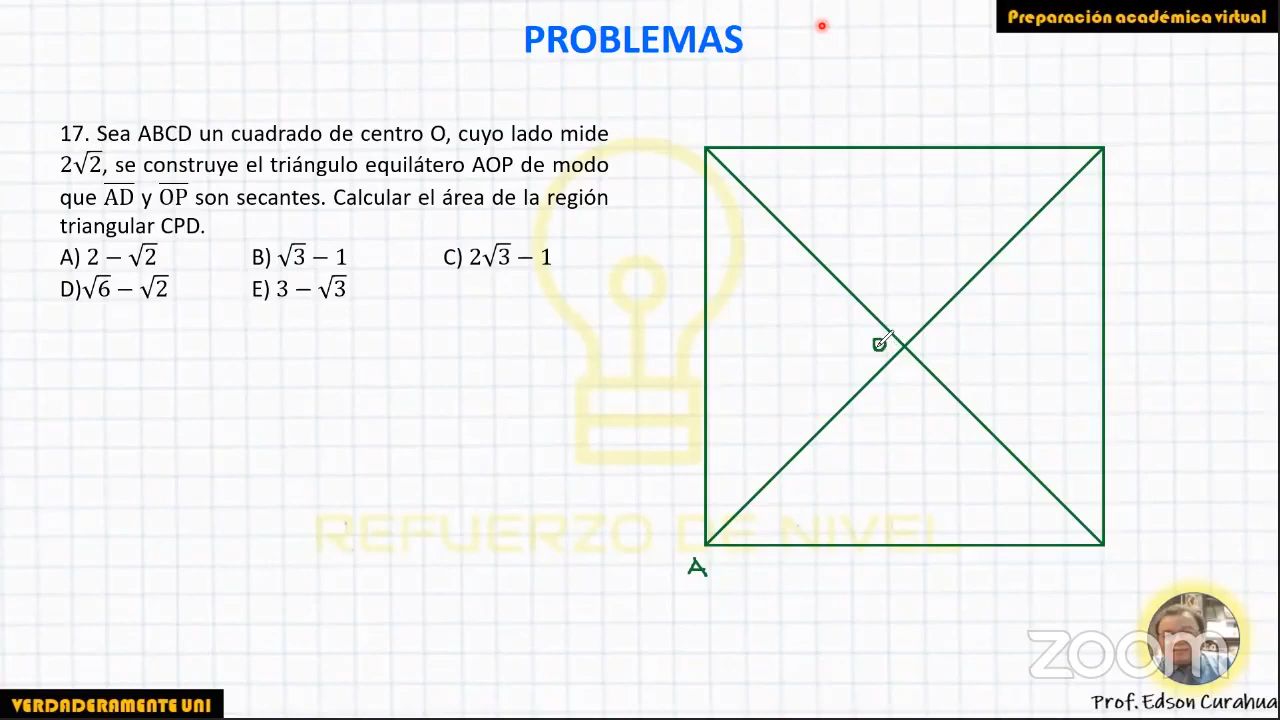 Preparación académica virtual
PROBLEMAS
17. Sea ABCD un cuadrado de centro O, cuyo lado mide
2√2, se construye el triángulo equilátero AOP de modo
que A̅D̅ y O̅P̅ son secantes. Calcular el área de la región
triangular CPD.
A) 2 − √2 B) √3 − 1 C) 2√3 − 1
D)√6 − √2 E) 3 − √3
O
A
REFUERZO DE NIVEL
zoom
VERDADERAMENTE UNI
Prof. Edson Curahua